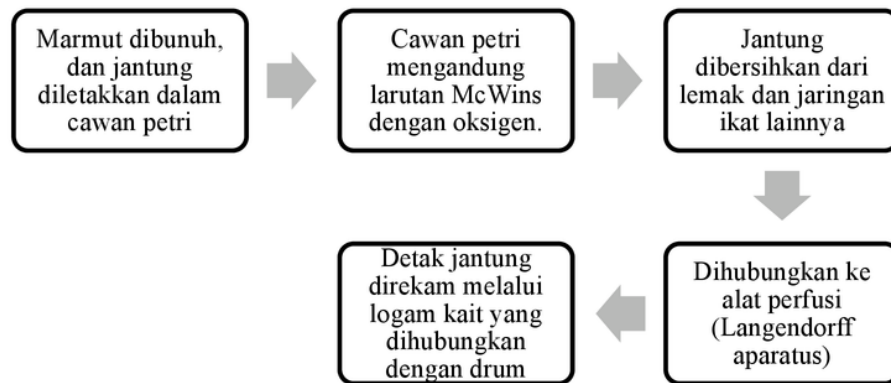 Marmut dibunuh,
dan jantung
diletakkan dalam
cawan petri
Cawan petri
mengandung
larutan McWins
dengan oksigen.
Jantung
dibersihkan dari
lemak dan jaringan
ikat lainnya
Dihubungkan ke
alat perfusi
(Langendorff
aparatus)
Detak jantung
direkam melalui
logam kait yang
dihubungkan
dengan drum